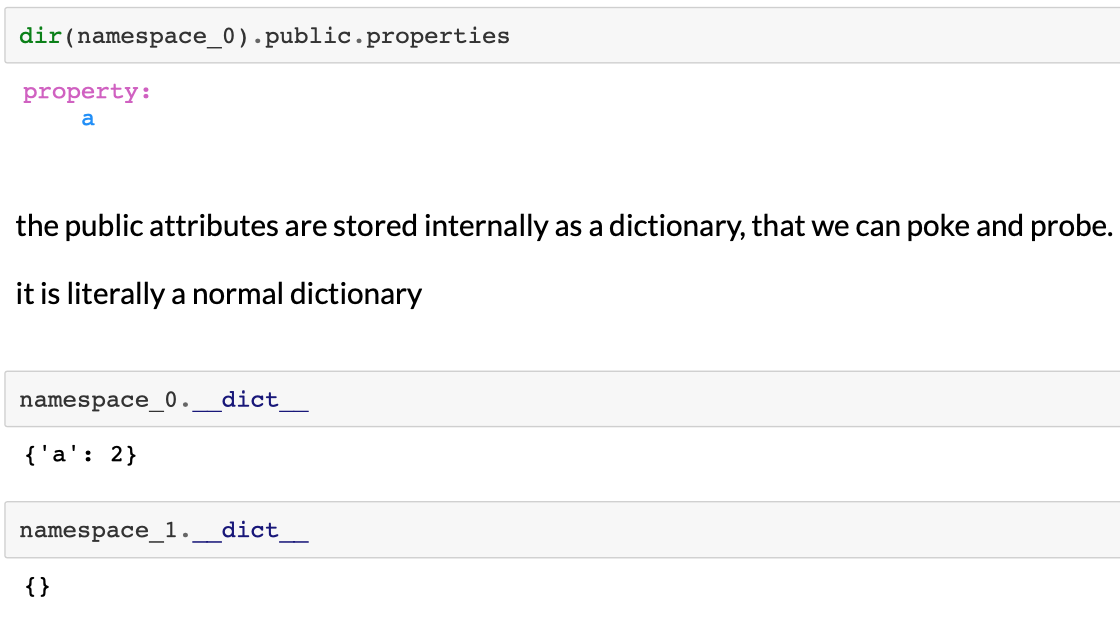 dir(namespace_0).public.properties
property:
a
the public attributes are stored internally as a dictionary, that we can poke and probe.
it is literally a normal dictionary
namespace_0.__dict__
{'a': 2}
namespace_1.__dict__
{}